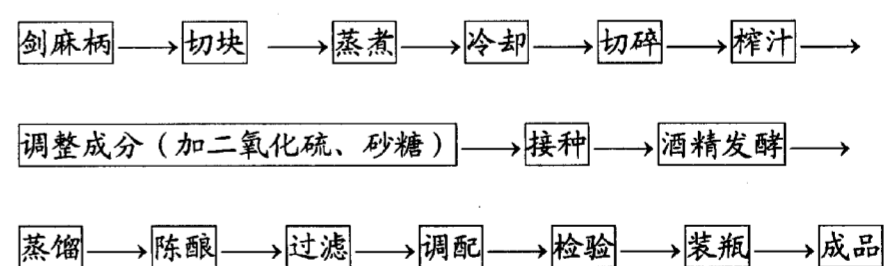 剑麻柄 切块 蒸煮 冷却 切碎 榨汁
调整成分（加二氧化硫、砂糖） 接种 酒精发酵
蒸馏 陈酿 过滤 调配 检验 装瓶 成品